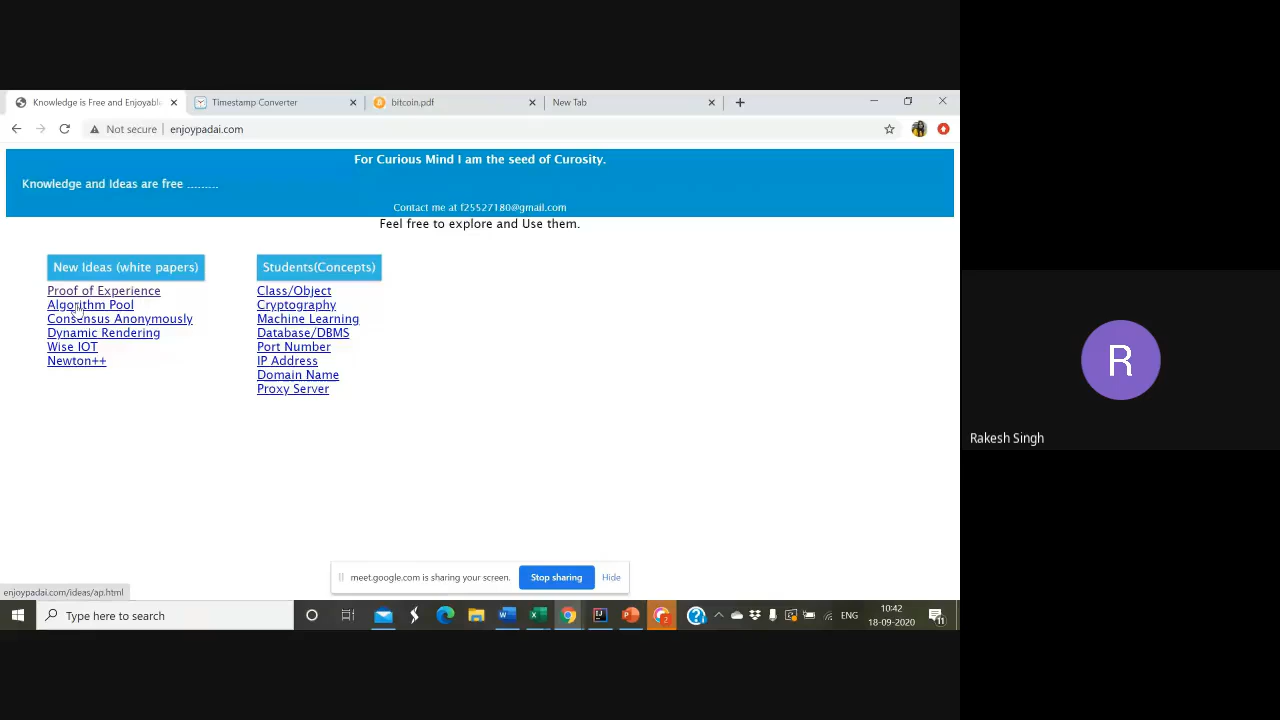 Knowledge is Free and Enjoyable
Timestamp Converter
bitcoin.pdf
New Tab
Not secure
enjoypadai.com
For Curious Mind I am the seed of Curosity.
Knowledge and Ideas are free .........
Contact me at f25527180@gmail.com
Feel free to explore and Use them.
New Ideas (white papers)
Proof of Experience
Algorithm Pool
Consensus Anonymously
Dynamic Rendering
Wise IOT
Newton++
Students(Concepts)
Class/Object
Cryptography
Machine Learning
Database/DBMS
Port Number
IP Address
Domain Name
Proxy Server
R
Rakesh Singh
meet.google.com is sharing your screen.
Stop sharing
Hide
enjoypadai.com/ideas/ap.html
Type here to search
ENG
10:42
18-09-2020
11